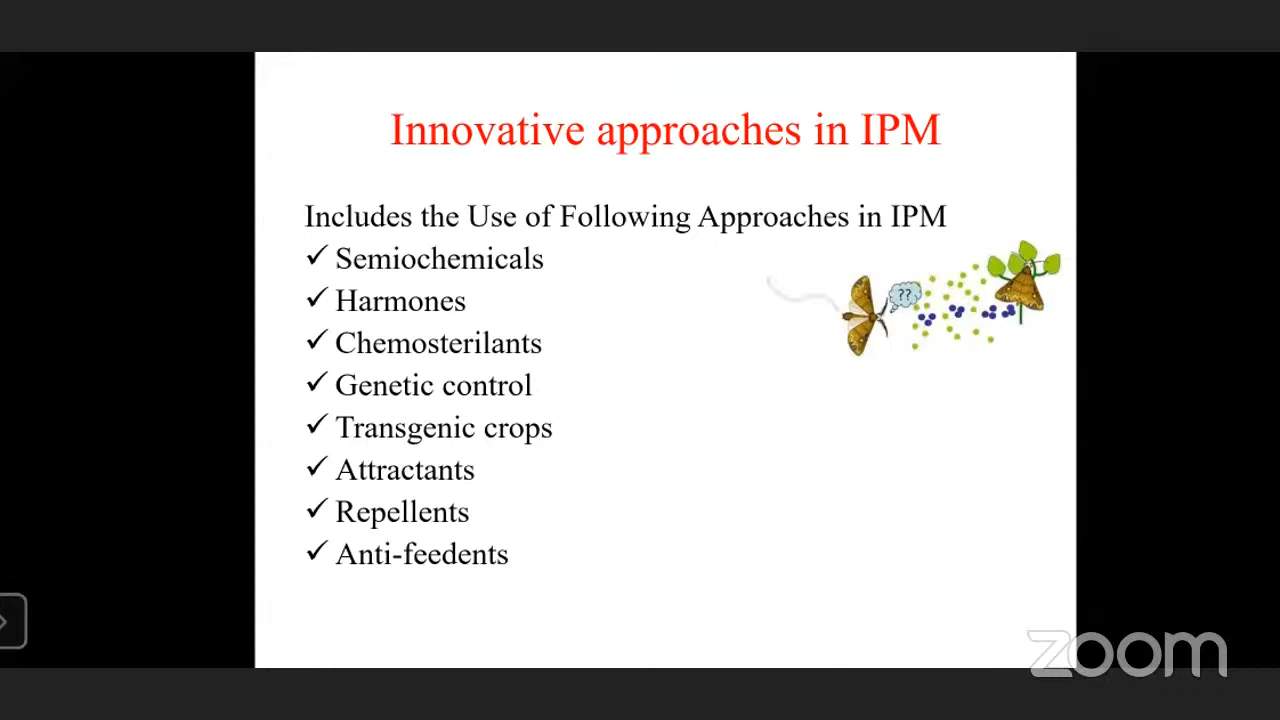 Innovative approaches in IPM
Includes the Use of Following Approaches in IPM
✓ Semiochemicals
✓ Harmones
✓ Chemosterilants
✓ Genetic control
✓ Transgenic crops
✓ Attractants
✓ Repellents
✓ Anti-feedents
??
zoom